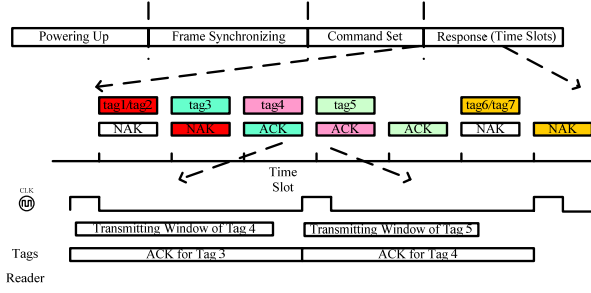 Powering Up Frame Synchronizing Command Set Response (Time Slots)
tag1/tag2 tag3 tag4 tag5 tag6/tag7
NAK NAK ACK ACK ACK NAK NAK
Time
Slot
CLK
Transmitting Window of Tag 4 Transmitting Window of Tag 5
Tags ACK for Tag 3 ACK for Tag 4
Reader